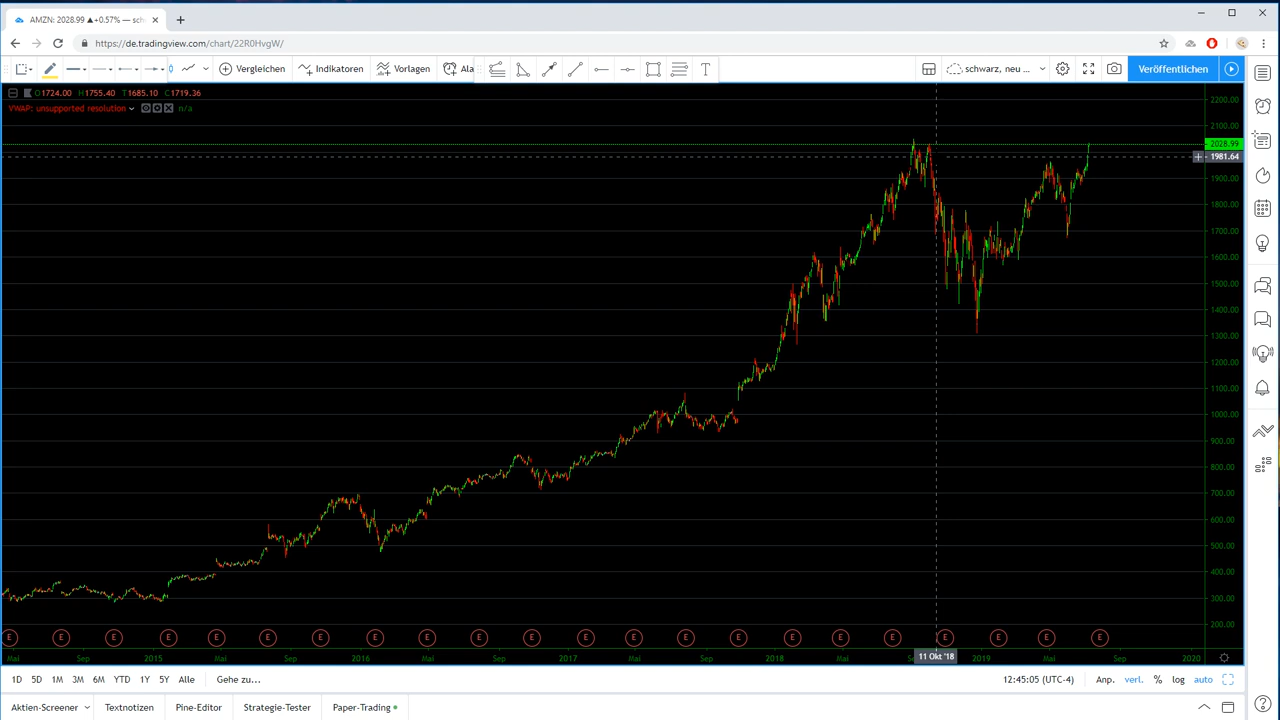 AMZN: 2028.99 ▲+0.57% — sch
https://de.tradingview.com/chart/22R0HvgW/
Vergleichen
Indikatoren
Vorlagen
Ala
T
schwarz, neu ...
Veröffentlichen
O1724.00 H1755.40 T1685.10 C1719.36
VWAP: unsupported resolution n/a
2200.00
2100.00
2028.99
1981.64
1900.00
1800.00
1700.00
1600.00
1500.00
1400.00
1300.00
1200.00
1100.00
1000.00
900.00
800.00
700.00
600.00
500.00
400.00
300.00
200.00
E E E E E E E E E E E E E E E E E E E E E E
Mai Sep 2015 Mai Sep 2016 Mai Sep 2017 Mai Sep 2018 Mai 11 Okt '18 2019 Mai Sep 2020
1D 5D 1M 3M 6M YTD 1Y 5Y Alle Gehe zu... 12:45:05 (UTC-4) Anp. verl. % log auto
Aktien-Screener Textnotizen Pine-Editor Strategie-Tester Paper-Trading